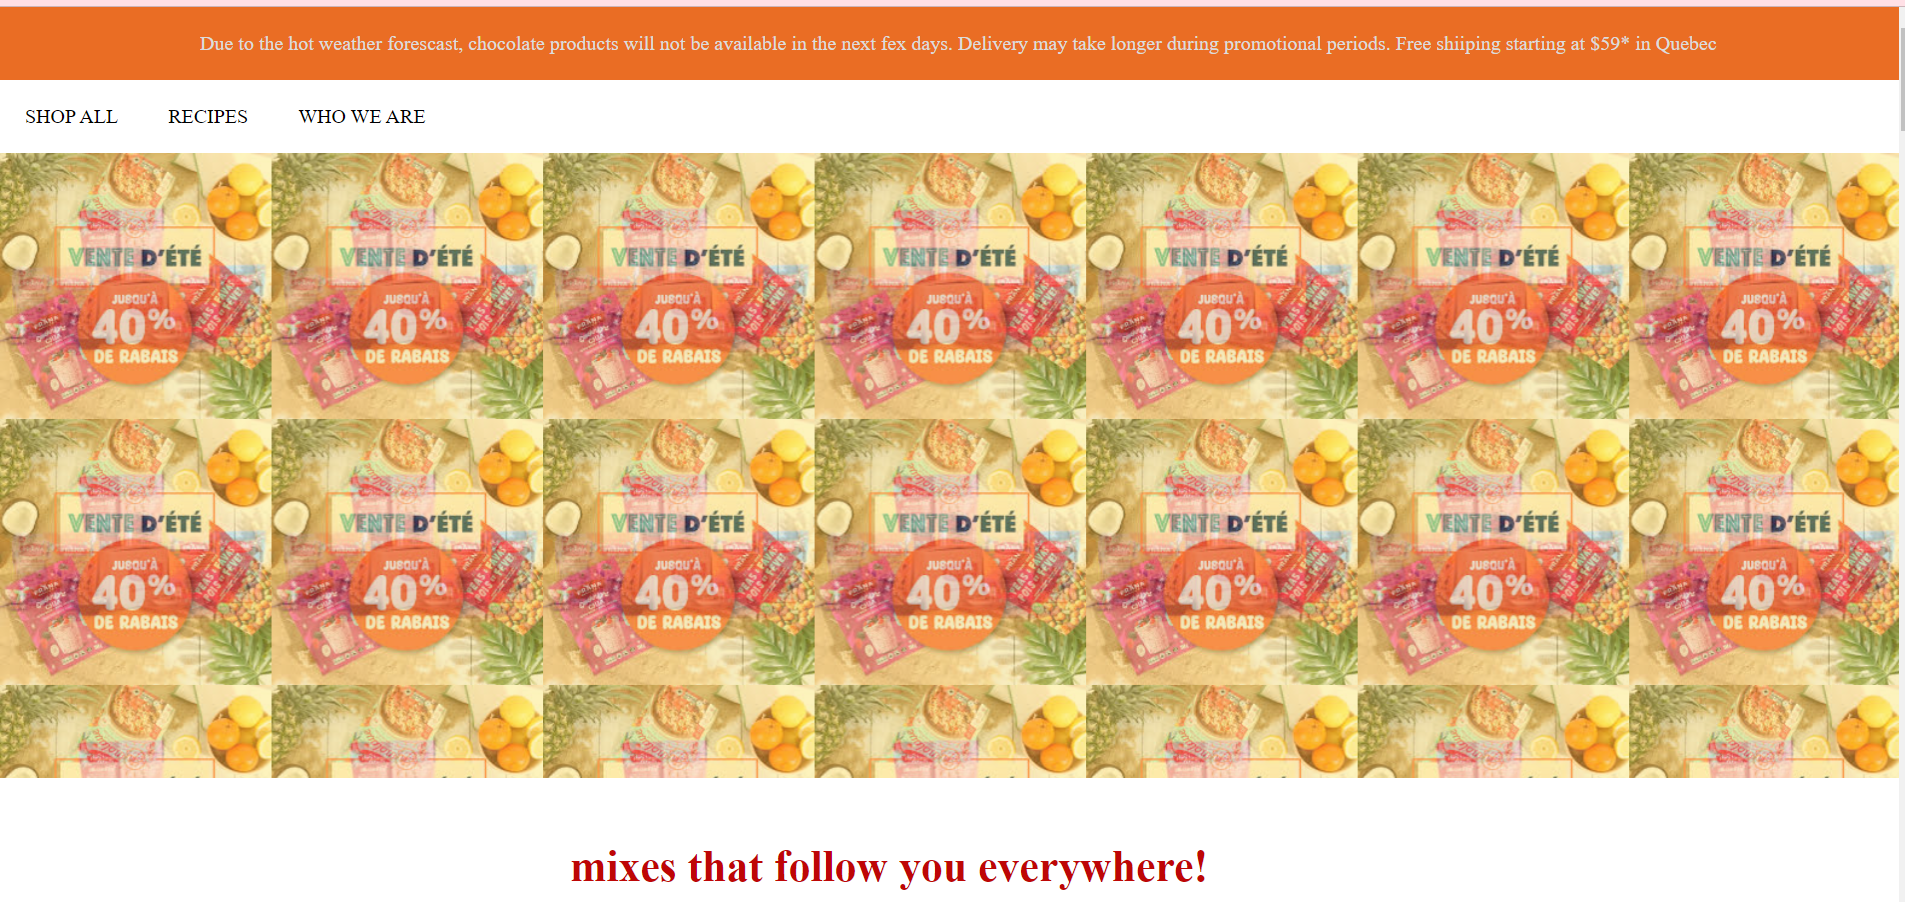 Due to the hot weather forescast, chocolate products will not be available in the next fex days. Delivery may take longer during promotional periods. Free shiiping starting at $59* in Quebec
SHOP ALL RECIPES WHO WE ARE
VENTE D'ÉTÉ VENTE D'ÉTÉ VENTE D'ÉTÉ VENTE D'ÉTÉ VENTE D'ÉTÉ VENTE D'ÉTÉ VENTE D'ÉTÉ
JUSQU'À JUSQU'À JUSQU'À JUSQU'À JUSQU'À JUSQU'À JUSQU'À
40% 40% 40% 40% 40% 40% 40%
DE RABAIS DE RABAIS DE RABAIS DE RABAIS DE RABAIS DE RABAIS DE RABAIS
VENTE D'ÉTÉ VENTE D'ÉTÉ VENTE D'ÉTÉ VENTE D'ÉTÉ VENTE D'ÉTÉ VENTE D'ÉTÉ VENTE D'ÉTÉ
JUSQU'À JUSQU'À JUSQU'À JUSQU'À JUSQU'À JUSQU'À JUSQU'À
40% 40% 40% 40% 40% 40% 40%
DE RABAIS DE RABAIS DE RABAIS DE RABAIS DE RABAIS DE RABAIS DE RABAIS
mixes that follow you everywhere!